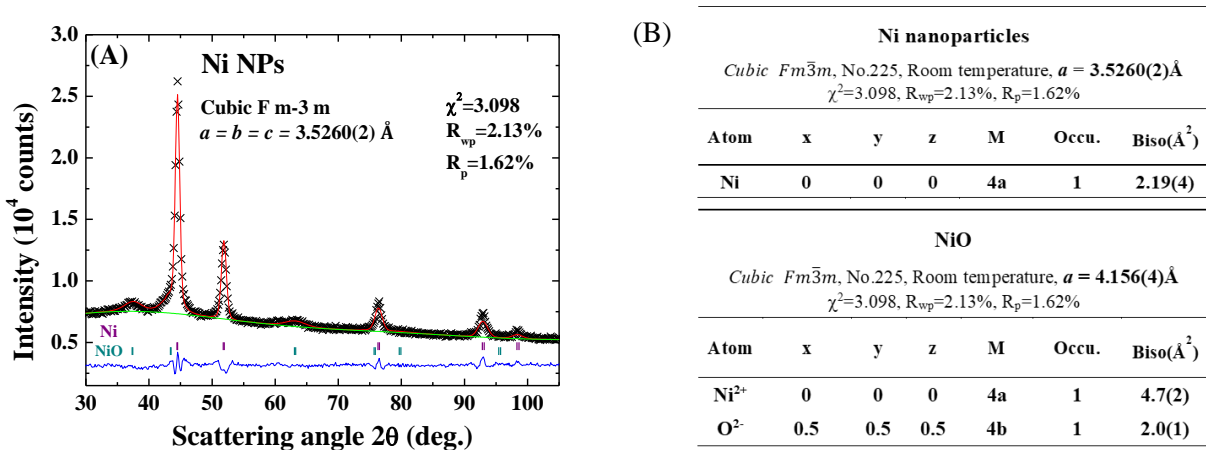 (A)
Ni NPs
Cubic F m-3 m
a = b = c = 3.5260(2) Å
χ²=3.098
R_wp=2.13%
R_p=1.62%
Intensity (10⁴ counts)
3.0
2.5
2.0
1.5
1.0
0.5
Ni
NiO
30 40 50 60 70 80 90 100
Scattering angle 2θ (deg.)
(B)
Ni nanoparticles
Cubic Fm3̅m, No.225, Room temperature, a = 3.5260(2)Å
χ²=3.098, R_wp=2.13%, R_p=1.62%
Atom x y z M Occu. Biso(Å²)
Ni 0 0 0 4a 1 2.19(4)
NiO
Cubic Fm3̅m, No.225, Room temperature, a = 4.156(4)Å
χ²=3.098, R_wp=2.13%, R_p=1.62%
Atom x y z M Occu. Biso(Å²)
Ni²⁺ 0 0 0 4a 1 4.7(2)
O²⁻ 0.5 0.5 0.5 4b 1 2.0(1)